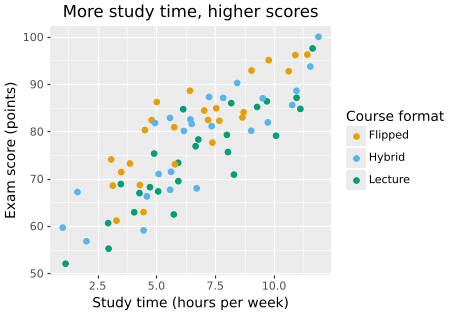 More study time, higher scores
Exam score (points)
100
90
80
70
60
50
2.5 5.0 7.5 10.0
Study time (hours per week)
Course format
Flipped
Hybrid
Lecture